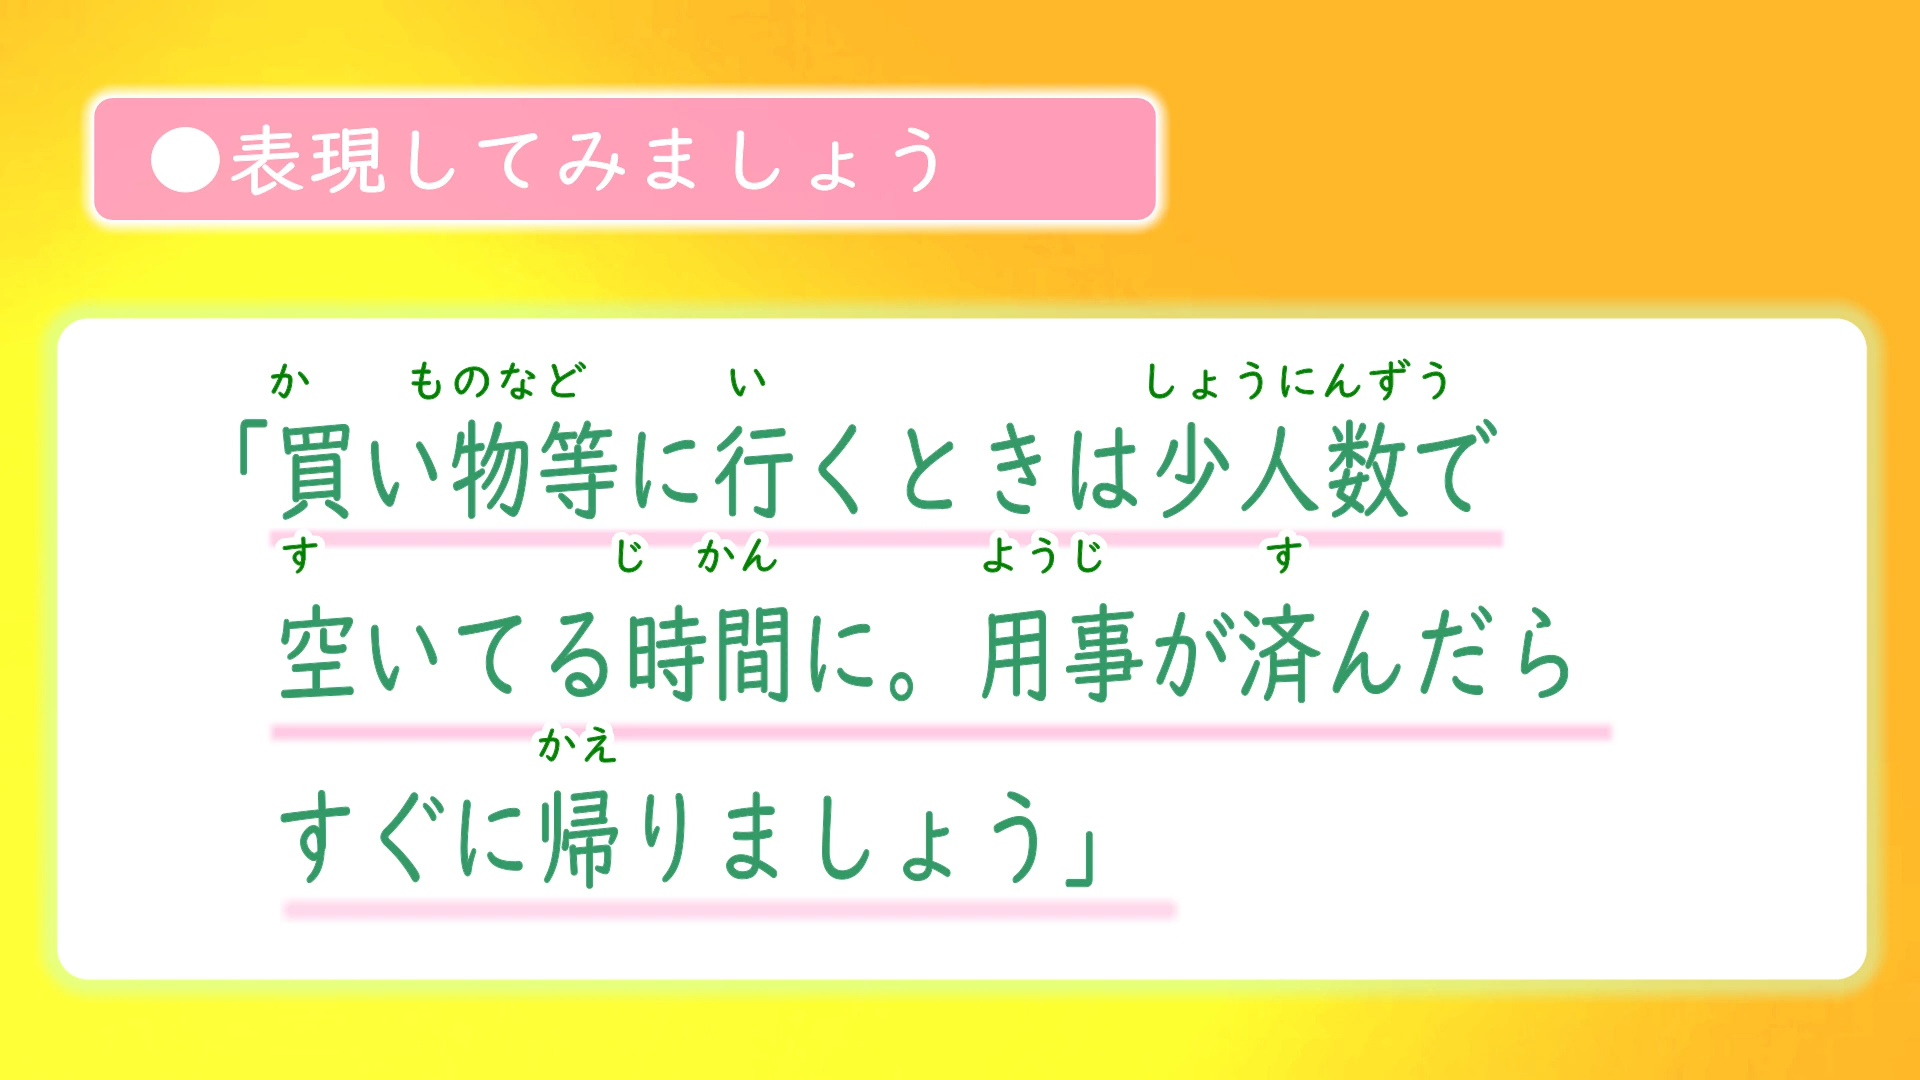 ●表現してみましょう
か ものなど い しょうにんずう
「買い物等に行くときは少人数で
す じ かん ようじ す
空いてる時間に。用事が済んだら
かえ
すぐに帰りましょう」